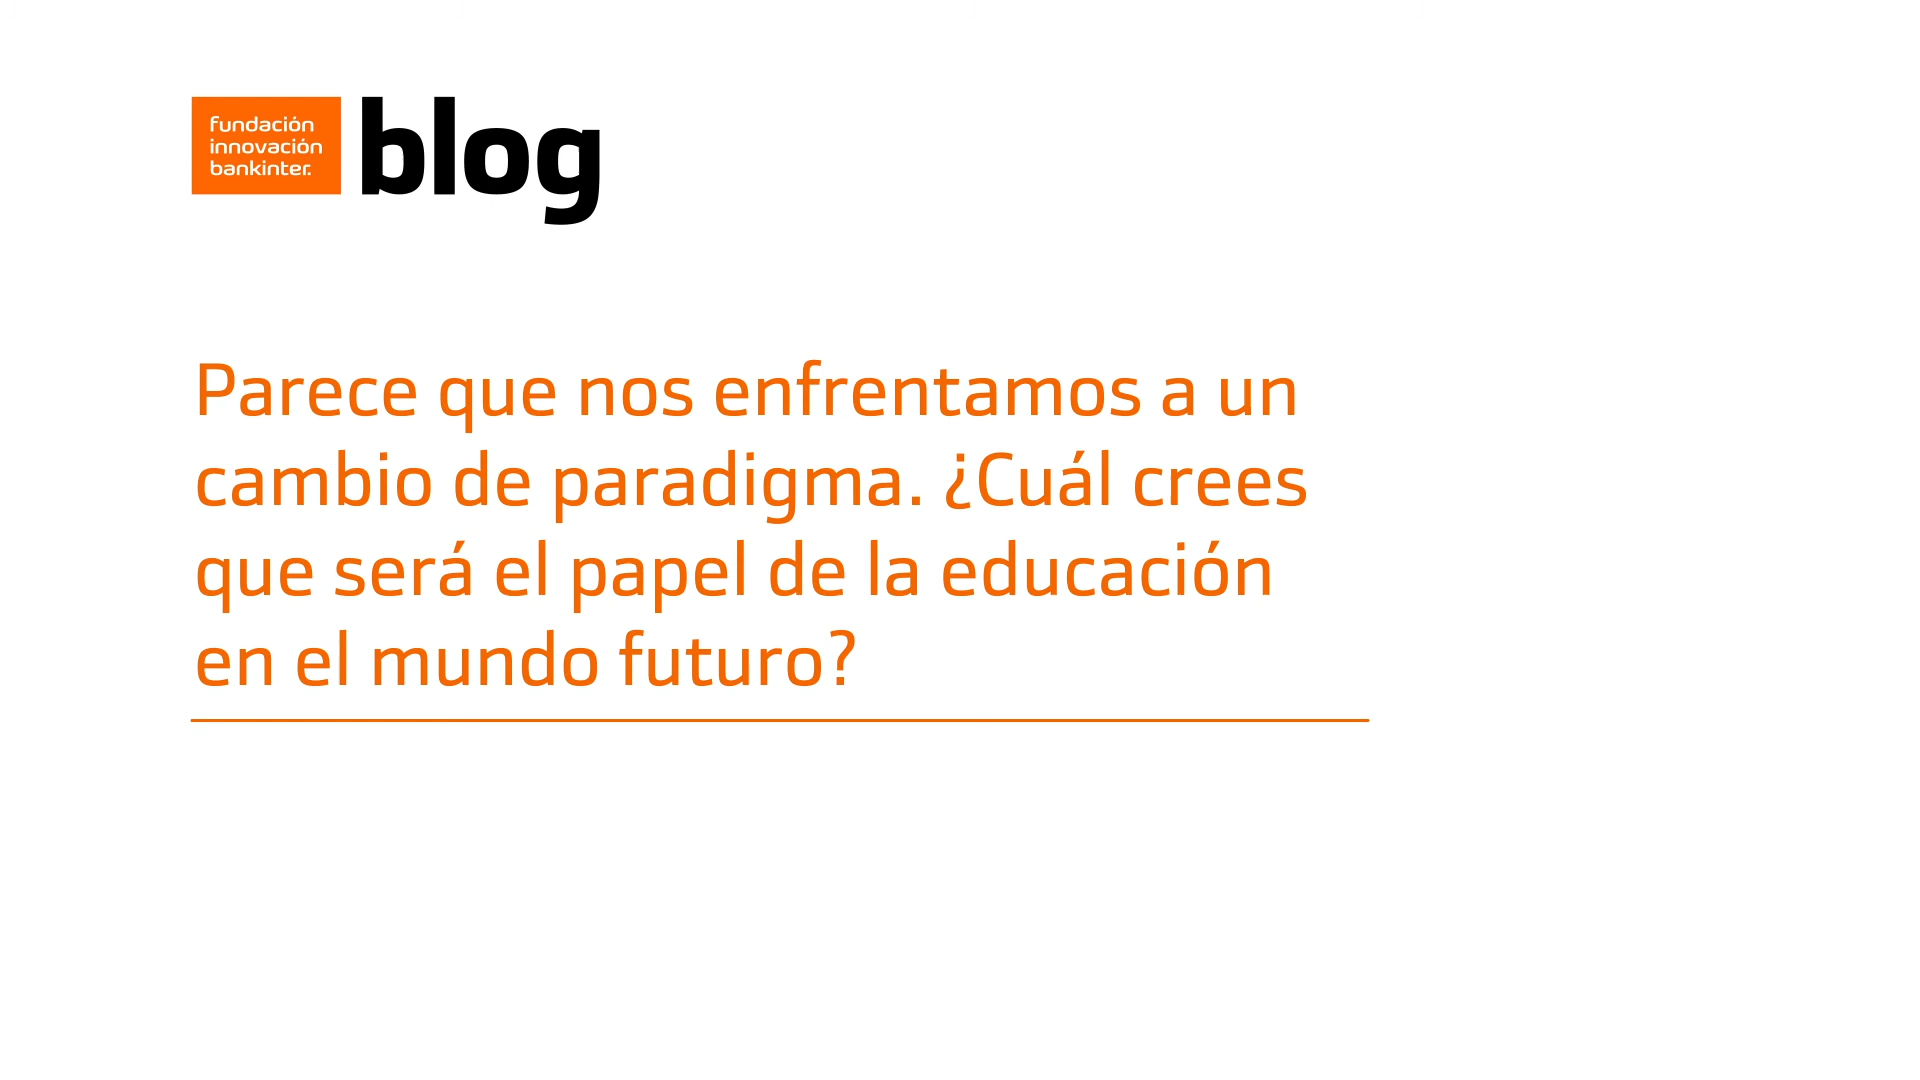 fundación
innovación
bankinter.
blog
Parece que nos enfrentamos a un
cambio de paradigma. ¿Cuál crees
que será el papel de la educación
en el mundo futuro?